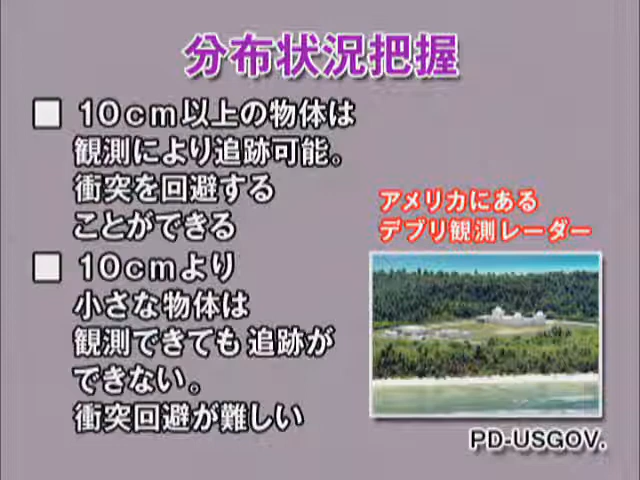 分布状況把握
■ 10cm以上の物体は
観測により追跡可能。
衝突を回避する
ことができる
アメリカにある
デブリ観測レーダー
■ 10cmより
小さな物体は
観測できても追跡が
できない。
衝突回避が難しい
PD-USGOV.